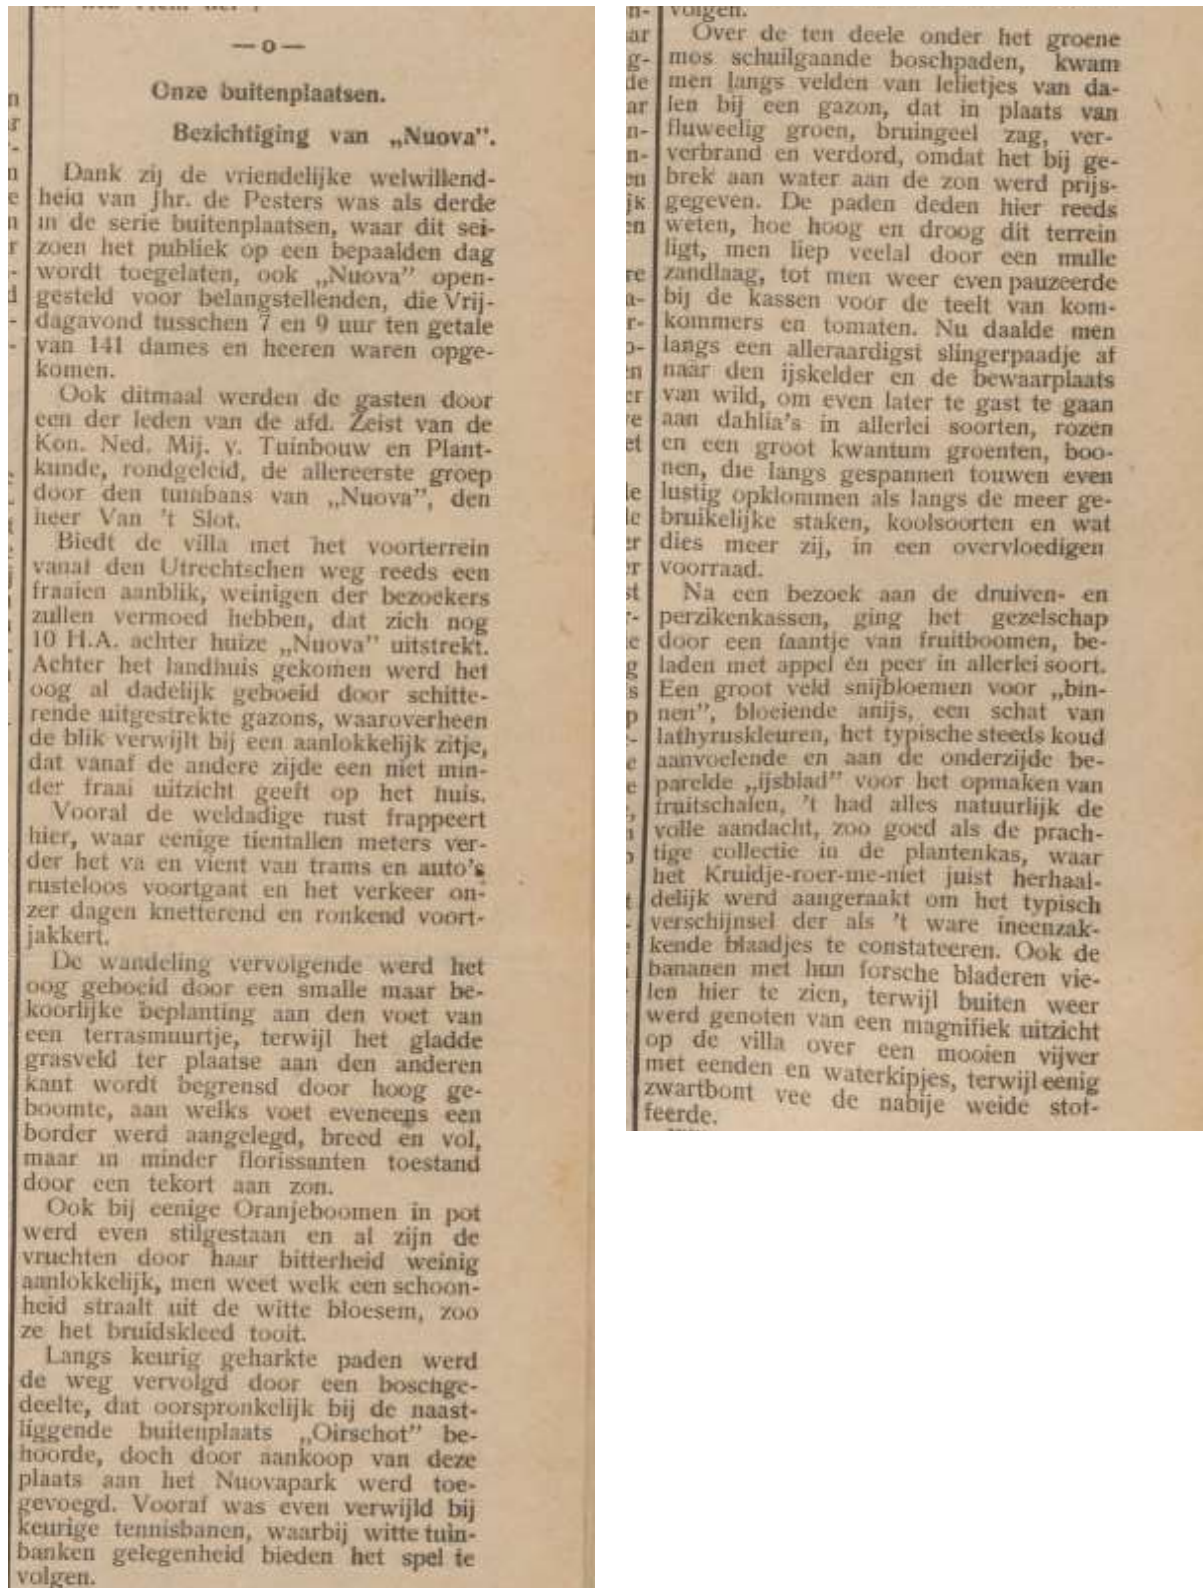 —o—
Onze buitenplaatsen.
Bezichtiging van „Nuova”.
Dank zij de vriendelijke welwillend-
heid van Jhr. de Pesters was als derde
in de serie buitenplaatsen, waar dit sei-
zoen het publiek op een bepaalden dag
wordt toegelaten, ook „Nuova” open-
gesteld voor belangstellenden, die Vrij-
dagavond tusschen 7 en 9 uur ten getale
van 141 dames en heeren waren opge-
komen.
Ook ditmaal werden de gasten door
een der leden van de afd. Zeist van de
Kon. Ned. Mij. v. Tuinbouw en Plant-
kunde, rondgeleid, de allereerste groep
door den tuinbaas van „Nuova”, den
heer Van 't Slot.
Biedt de villa met het voorterrein
vanaf den Utrechtschen weg reeds een
fraaien aanblik, weinigen der bezoekers
zullen vermoed hebben, dat zich nog
10 H.A. achter huize „Nuova” uitstrekt.
Achter het landhuis gekomen werd het
oog al dadelijk geboeid door schitte-
rende uitgestrekte gazons, waaroverheen
de blik verwijlt bij een aanlokkelijk zitje,
dat vanaf de andere zijde een niet min-
der fraai uitzicht geeft op het huis.
Vooral de weldadige rust frappeert
hier, waar eenige tientallen meters ver-
der het va en vient van trams en auto's
rusteloos voortgaat en het verkeer on-
zer dagen knetterend en ronkend voort-
jakkert.
De wandeling vervolgende werd het
oog geboeid door een smalle maar be-
koorlijke beplanting aan den voet van
een terrasmuurtje, terwijl het gladde
grasveld ter plaatse aan den anderen
kant wordt begrensd door hoog ge-
boomte, aan welks voet eveneens een
border werd aangelegd, breed en vol,
maar in minder florissanten toestand
door een tekort aan zon.
Ook bij eenige Oranjeboomen in pot
werd even stilgestaan en al zijn de
vruchten door haar bitterheid weinig
aanlokkelijk, men weet welk een schoon-
heid straalt uit de witte bloesem, zoo
ze het bruidskleed tooit.
Langs keurig geharkte paden werd
de weg vervolgd door een boschge-
deelte, dat oorspronkelijk bij de naast-
liggende buitenplaats „Oirschot” be-
hoorde, doch door aankoop van deze
plaats aan het Nuovapark werd toe-
gevoegd. Vooraf was even verwijld bij
keurige tennisbanen, waarbij witte tuin-
banken gelegenheid bieden het spel te
volgen.
volgen.
Over de ten deele onder het groene
mos schuilgaande boschpaden, kwam
men langs velden van lelietjes van da-
len bij een gazon, dat in plaats van
fluweelig groen, bruingeel zag, ver-
verbrand en verdord, omdat het bij ge-
brek aan water aan de zon werd prijs-
gegeven. De paden deden hier reeds
weten, hoe hoog en droog dit terrein
ligt, men liep veelal door een mulle
zandlaag, tot men weer even pauzeerde
bij de kassen voor de teelt van kom-
kommers en tomaten. Nu daalde men
langs een alleraardigst slingerpaadje af
naar den ijskelder en de bewaarplaats
van wild, om even later te gast te gaan
aan dahlia's in allerlei soorten, rozen
en een groot kwantum groenten, boo-
nen, die langs gespannen touwen even
lustig opklommen als langs de meer ge-
bruikelijke staken, koolsoorten en wat
dies meer zij, in een overvloedigen
voorraad.
Na een bezoek aan de druiven- en
perzikenkassen, ging het gezelschap
door een laantje van fruitboomen, be-
laden met appel én peer in allerlei soort.
Een groot veld snijbloemen voor „bin-
nen”, bloeiende anijs, een schat van
lathyruskleuren, het typische steeds koud
aanvoelende en aan de onderzijde be-
parelde „ijsblad” voor het opmaken van
fruitschalen, 't had alles natuurlijk de
volle aandacht, zoo goed als de prach-
tige collectie in de plantenkas, waar
het Kruidje-roer-me-niet juist herhaal-
delijk werd aangeraakt om het typisch
verschijnsel der als 't ware ineenzak-
kende blaadjes te constateeren. Ook de
bananen met hun forsche bladeren vie-
len hier te zien, terwijl buiten weer
werd genoten van een magnifiek uitzicht
op de villa over een mooien vijver
met eenden en waterkipjes, terwijl eenig
zwartbont vee de nabije weide stof-
feerde.